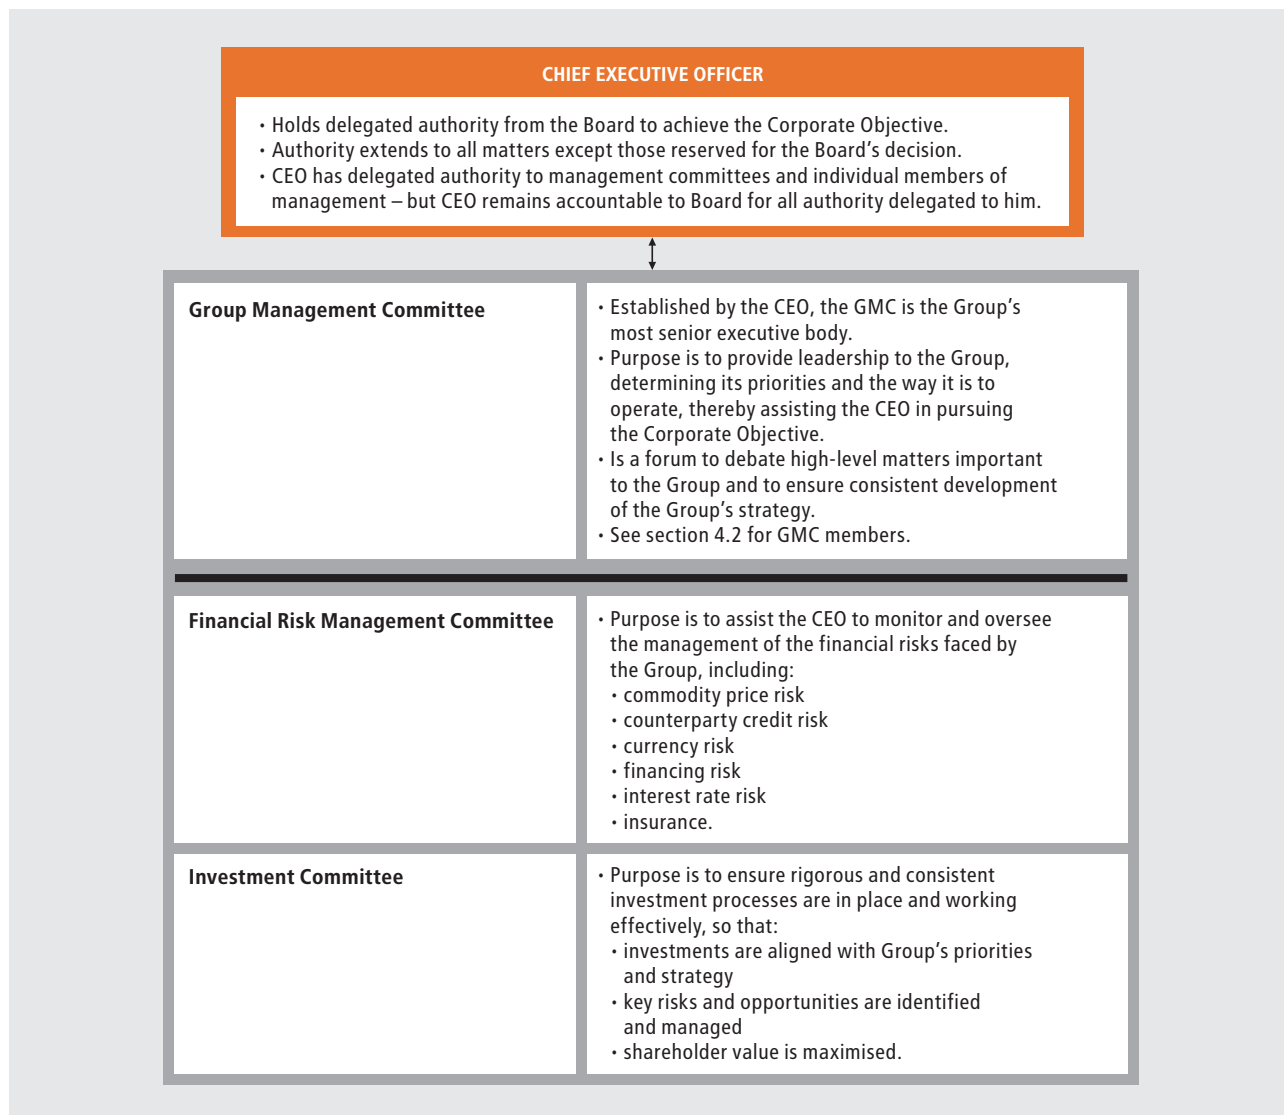 CHIEF EXECUTIVE OFFICER
· Holds delegated authority from the Board to achieve the Corporate Objective.
· Authority extends to all matters except those reserved for the Board’s decision.
· CEO has delegated authority to management committees and individual members of
management – but CEO remains accountable to Board for all authority delegated to him.
Group Management Committee
· Established by the CEO, the GMC is the Group’s
most senior executive body.
· Purpose is to provide leadership to the Group,
determining its priorities and the way it is to
operate, thereby assisting the CEO in pursuing
the Corporate Objective.
· Is a forum to debate high-level matters important
to the Group and to ensure consistent development
of the Group’s strategy.
· See section 4.2 for GMC members.
Financial Risk Management Committee
· Purpose is to assist the CEO to monitor and oversee
the management of the financial risks faced by
the Group, including:
· commodity price risk
· counterparty credit risk
· currency risk
· financing risk
· interest rate risk
· insurance.
Investment Committee
· Purpose is to ensure rigorous and consistent
investment processes are in place and working
effectively, so that:
· investments are aligned with Group’s priorities
and strategy
· key risks and opportunities are identified
and managed
· shareholder value is maximised.